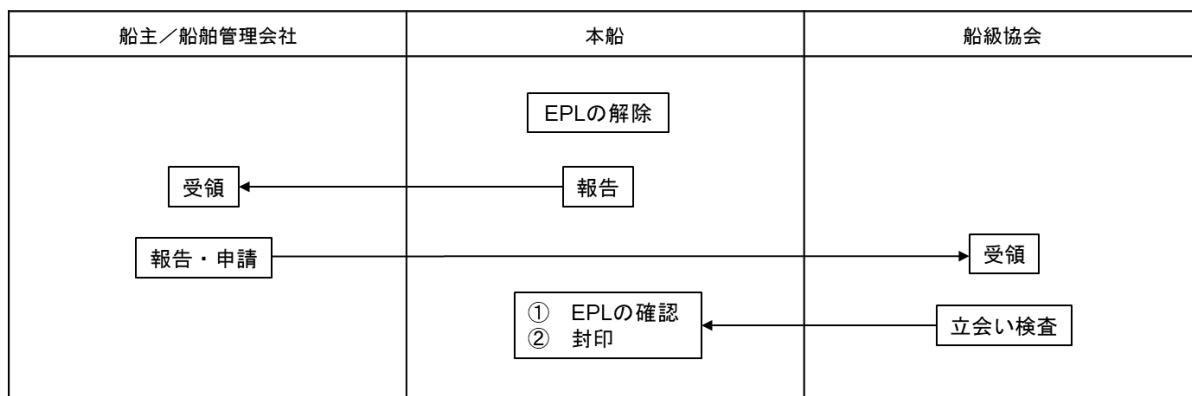 船主／船舶管理会社
本船
船級協会
EPLの解除
受領
報告
報告・申請
受領
① EPLの確認
② 封印
立会い検査